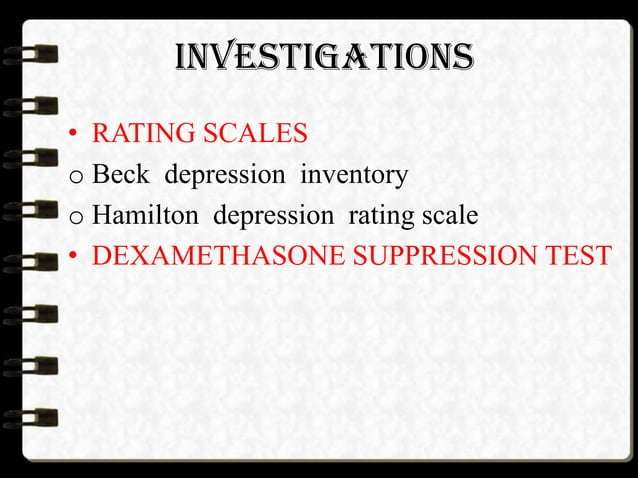 INVESTIGATIONS
• RATING SCALES
o Beck depression inventory
o Hamilton depression rating scale
• DEXAMETHASONE SUPPRESSION TEST